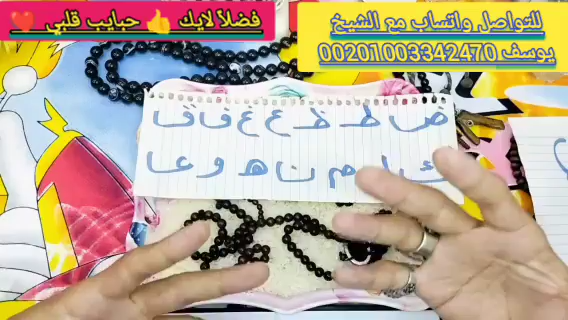 فضلاً لايك 👍 حبايب قلبي ❤️
للتواصل واتساب مع الشيخ
يوسف 00201003342470
ض ط ظ ع غ ف ق
ك ل م ن ه و